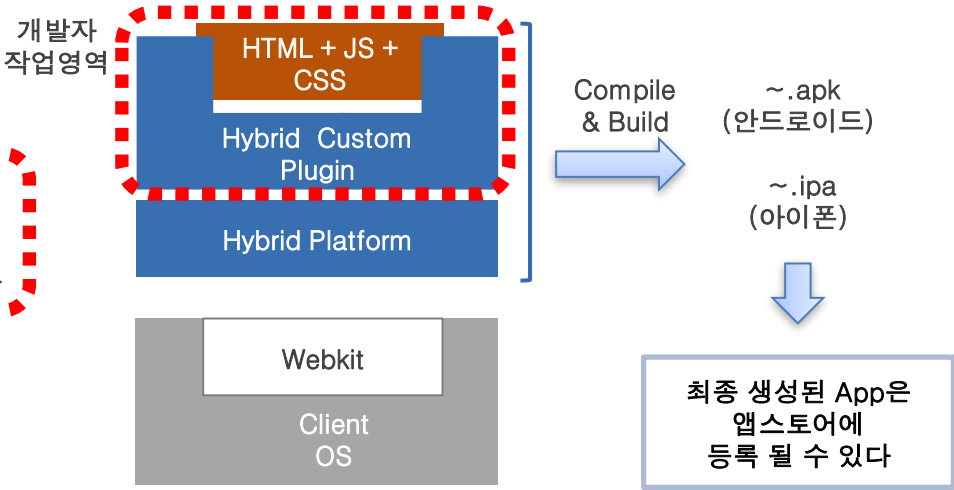 개발자
작업영역
HTML + JS +
CSS
Hybrid Custom
Plugin
Hybrid Platform
Webkit
Client
OS
Compile
& Build
~.apk
(안드로이드)
~.ipa
(아이폰)
최종 생성된 App은
앱스토어에
등록 될 수 있다